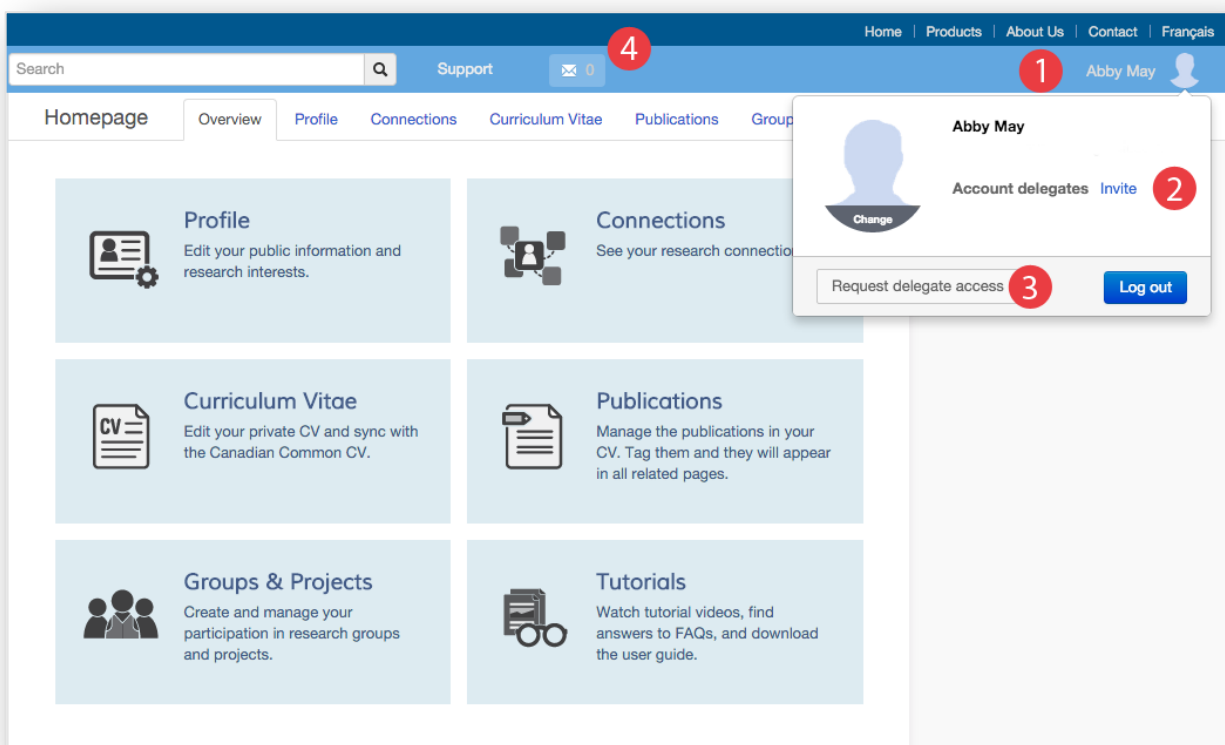 Home | Products | About Us | Contact | Français
Search
Support
0
4
1
Abby May
Homepage
Overview
Profile
Connections
Curriculum Vitae
Publications
Group
Abby May
Account delegates Invite
2
Change
Request delegate access
3
Log out
Profile
Edit your public information and
research interests.
Connections
See your research
Curriculum Vitae
Edit your private CV and sync with
the Canadian Common CV.
Publications
Manage the publications in your
CV. Tag them and they will appear
in all related pages.
Groups & Projects
Create and manage your
participation in research groups
and projects.
Tutorials
Watch tutorial videos, find
answers to FAQs, and download
the user guide.